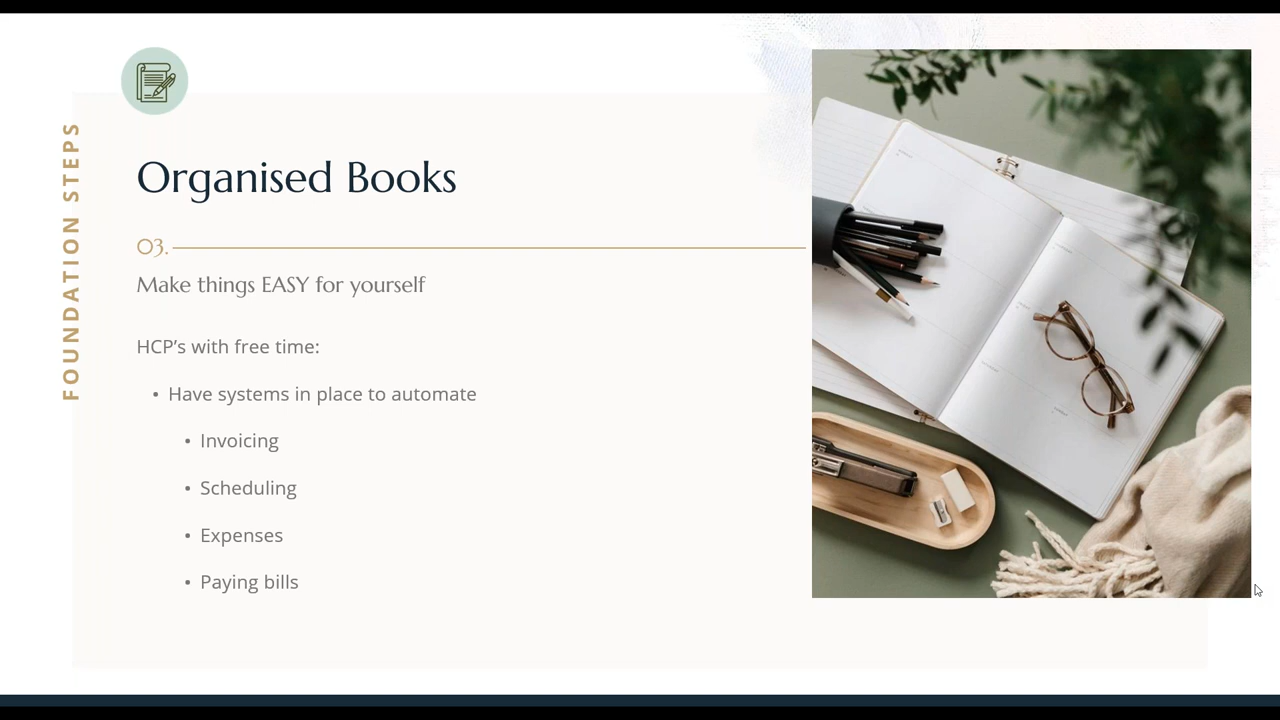 FOUNDATION STEPS
Organised Books
03.
Make things EASY for yourself
HCP’s with free time:
• Have systems in place to automate
• Invoicing
• Scheduling
• Expenses
• Paying bills